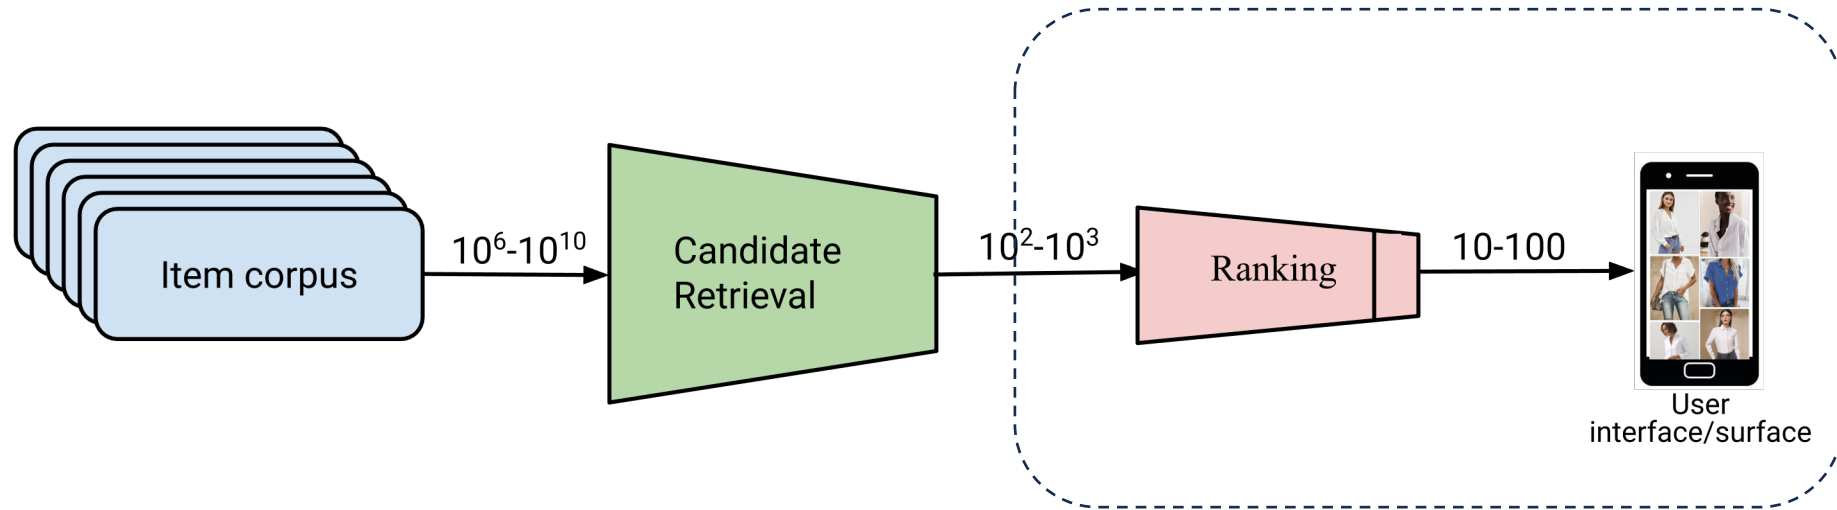 Item corpus
10⁶-10¹⁰
Candidate
Retrieval
10²-10³
Ranking
10-100
User
interface/surface